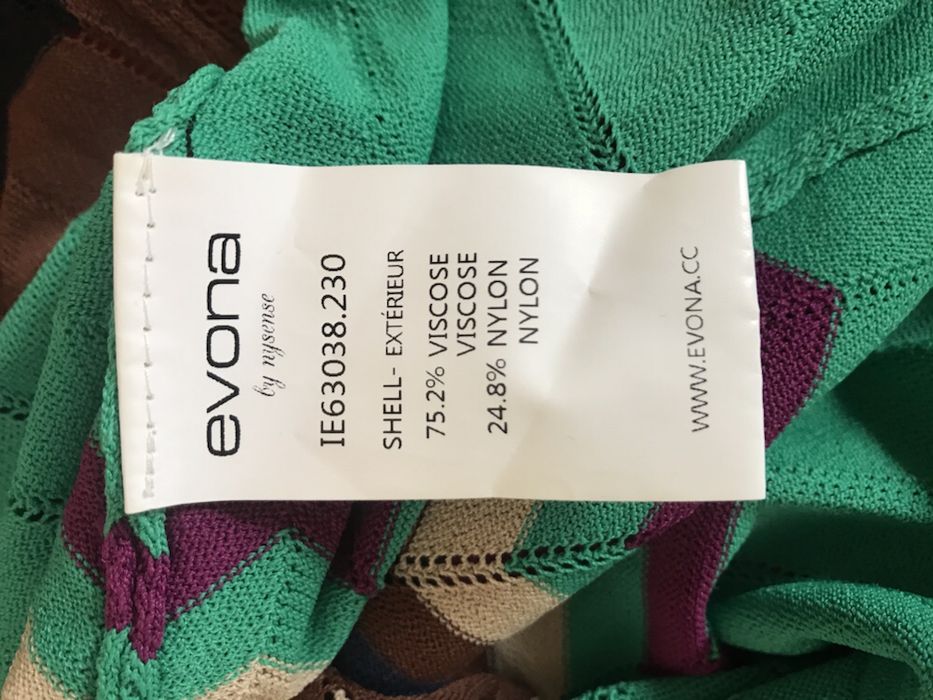 evona
by nysense
IE63038.230
SHELL- EXTÉRIEUR
75.2% VISCOSE
VISCOSE
24.8% NYLON
NYLON
WWW.EVONA.CC